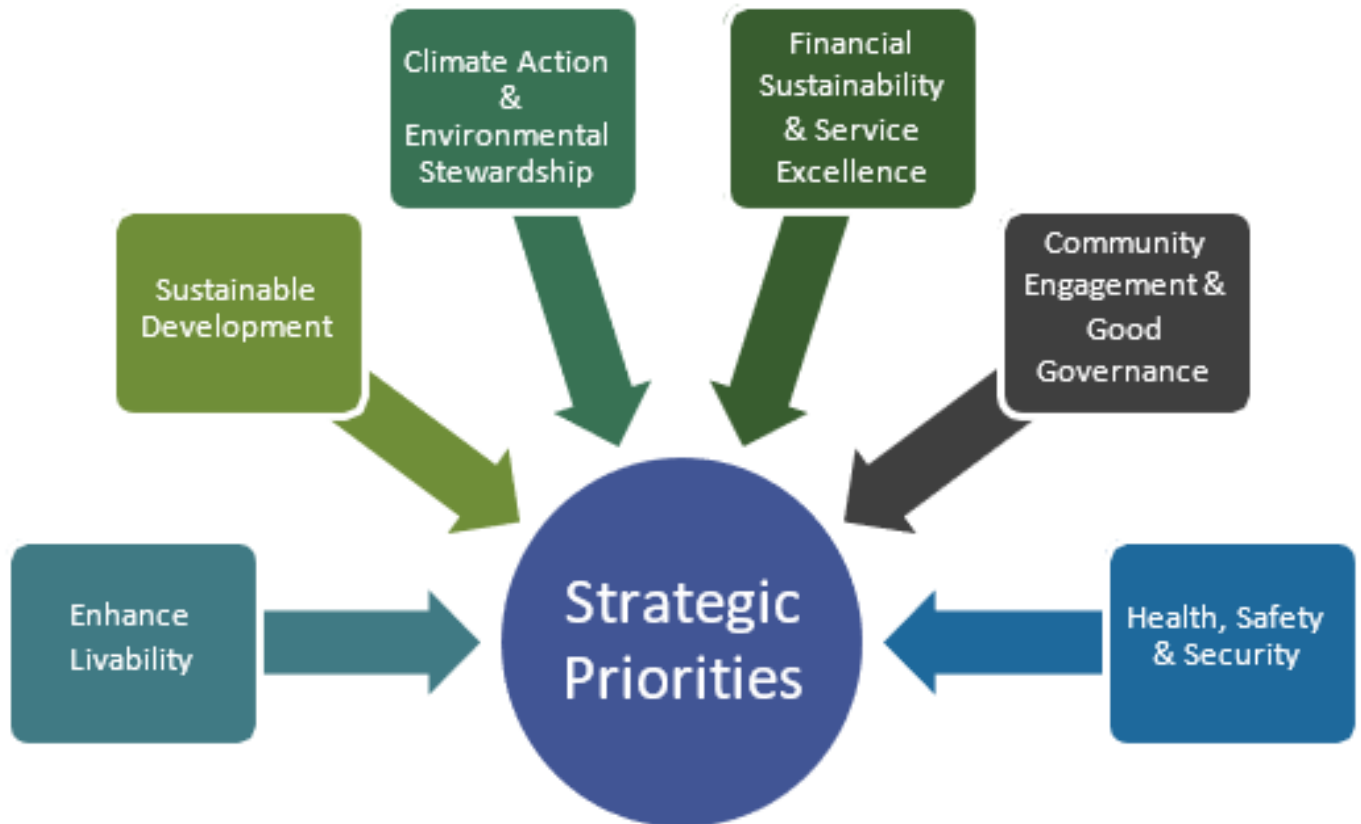 Climate Action
&
Environmental
Stewardship
Financial
Sustainability
& Service
Excellence
Sustainable
Development
Community
Engagement &
Good
Governance
Enhance
Livability
Strategic
Priorities
Health, Safety
& Security